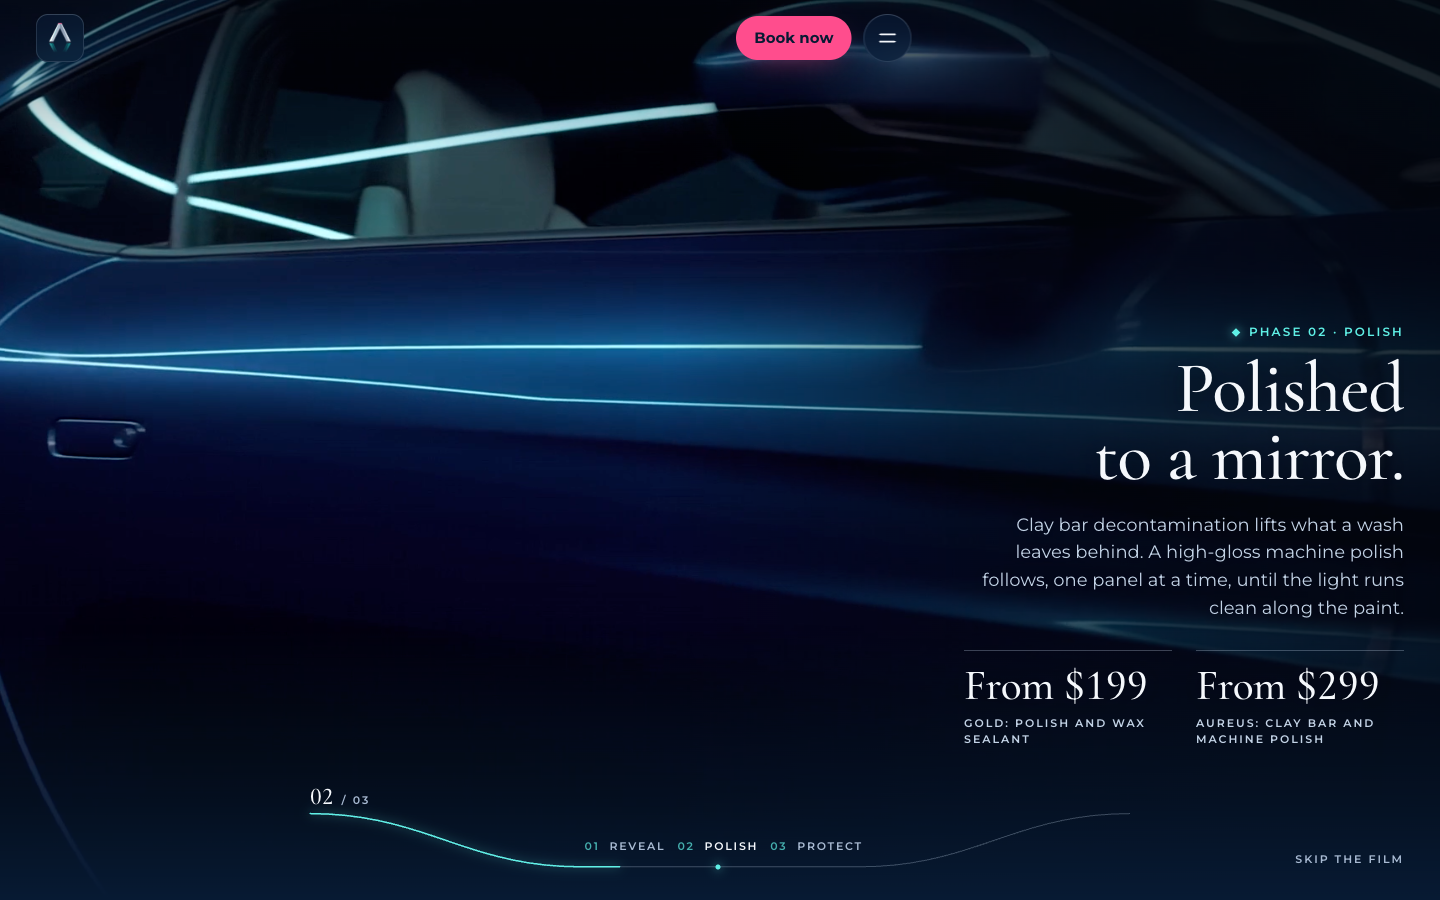 Book now
◆ PHASE 02 · POLISH
Polished
to a mirror.
Clay bar decontamination lifts what a wash
leaves behind. A high-gloss machine polish
follows, one panel at a time, until the light runs
clean along the paint.
From $199
GOLD: POLISH AND WAX
SEALANT
From $299
AUREUS: CLAY BAR AND
MACHINE POLISH
02 / 03
01 REVEAL 02 POLISH 03 PROTECT
SKIP THE FILM